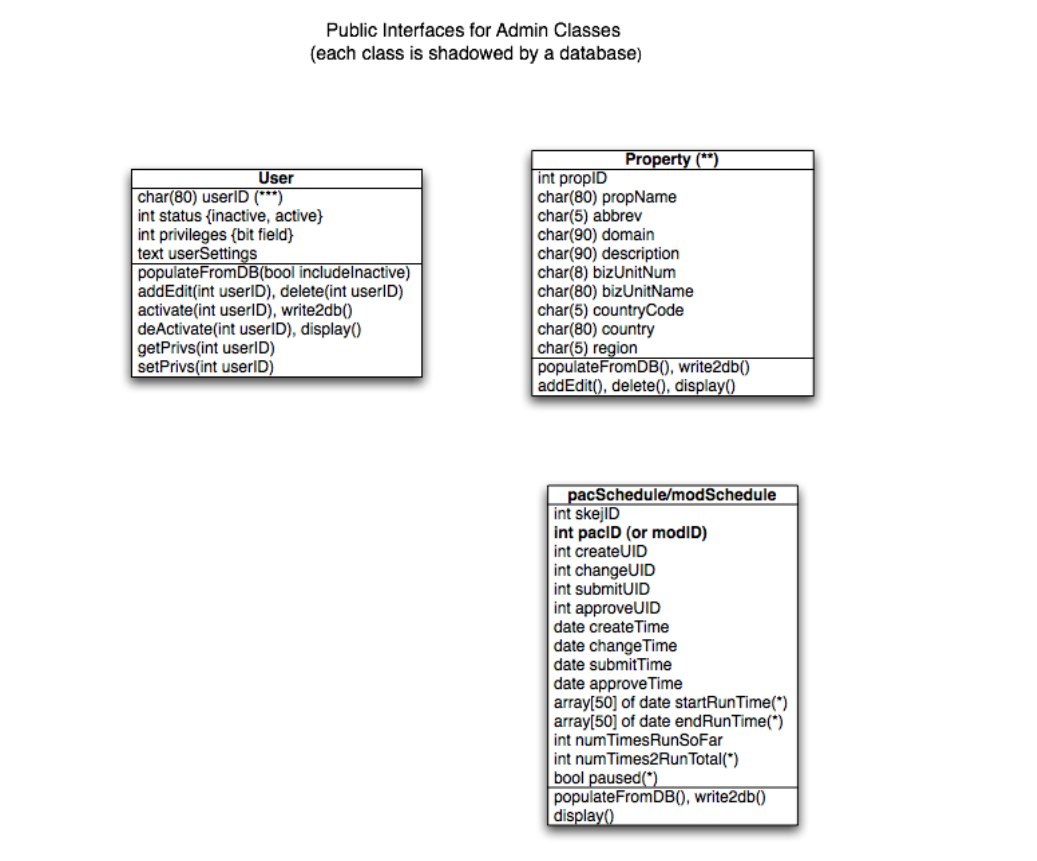 Public Interfaces for Admin Classes
(each class is shadowed by a database)
User
char(80) userID (***)
int status {inactive, active}
int privileges {bit field}
text userSettings
populateFromDB(bool includeInactive)
addEdit(int userID), delete(int userID)
activate(int userID), write2db()
deActivate(int userID), display()
getPrivs(int userID)
setPrivs(int userID)
Property (**)
int propID
char(80) propName
char(5) abbrev
char(90) domain
char(90) description
char(8) bizUnitNum
char(80) bizUnitName
char(5) countryCode
char(80) country
char(5) region
populateFromDB(), write2db()
addEdit(), delete(), display()
pacSchedule/modSchedule
int skejID
int pacID (or modID)
int createUID
int changeUID
int submitUID
int approveUID
date createTime
date changeTime
date submitTime
date approveTime
array[50] of date startRunTime(*)
array[50] of date endRunTime(*)
int numTimesRunSoFar
int numTimes2RunTotal(*)
bool paused(*)
populateFromDB(), write2db()
display()